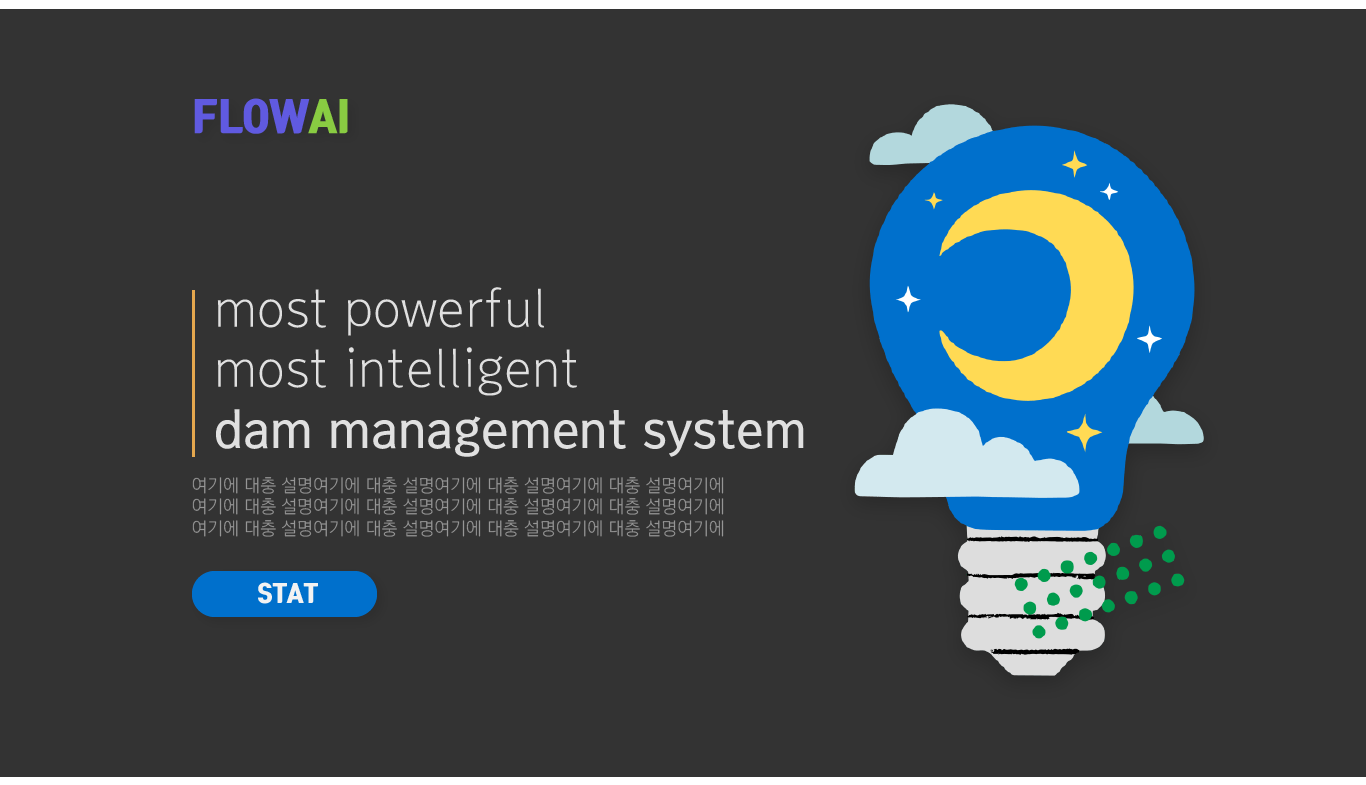 FLOWAI
most powerful
most intelligent
dam management system
여기에 대충 설명여기에 대충 설명여기에 대충 설명여기에 대충 설명여기에
여기에 대충 설명여기에 대충 설명여기에 대충 설명여기에 대충 설명여기에
여기에 대충 설명여기에 대충 설명여기에 대충 설명여기에 대충 설명여기에
STAT